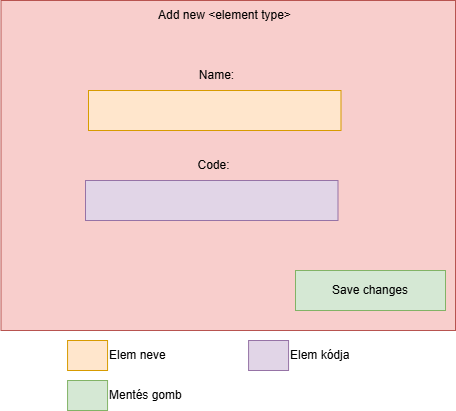 Add new <element type>
Name:
Code:
Save changes
Elem neve
Elem kódja
Mentés gomb